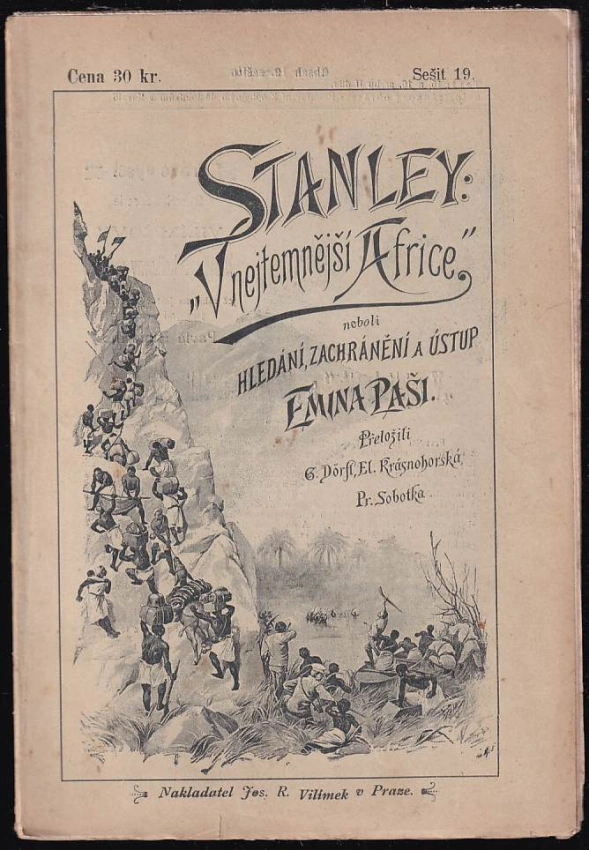 Cena 30 kr.
Sešit 19.
STANLEY:
„V nejtemnější Africe,"
neboli
HLEDÁNÍ, ZACHRÁNĚNÍ A ÚSTUP
EMINA PAŠI.
Přeložili
G. Dörfl, El. Krásnohorská,
Pr. Sobotka.
Nakladatel Jos. R. Vilímek v Praze.